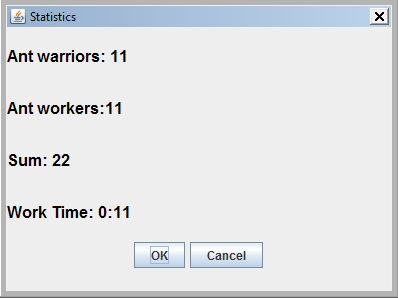 Statistics
Ant warriors: 11
Ant workers:11
Sum: 22
Work Time: 0:11
OK Cancel